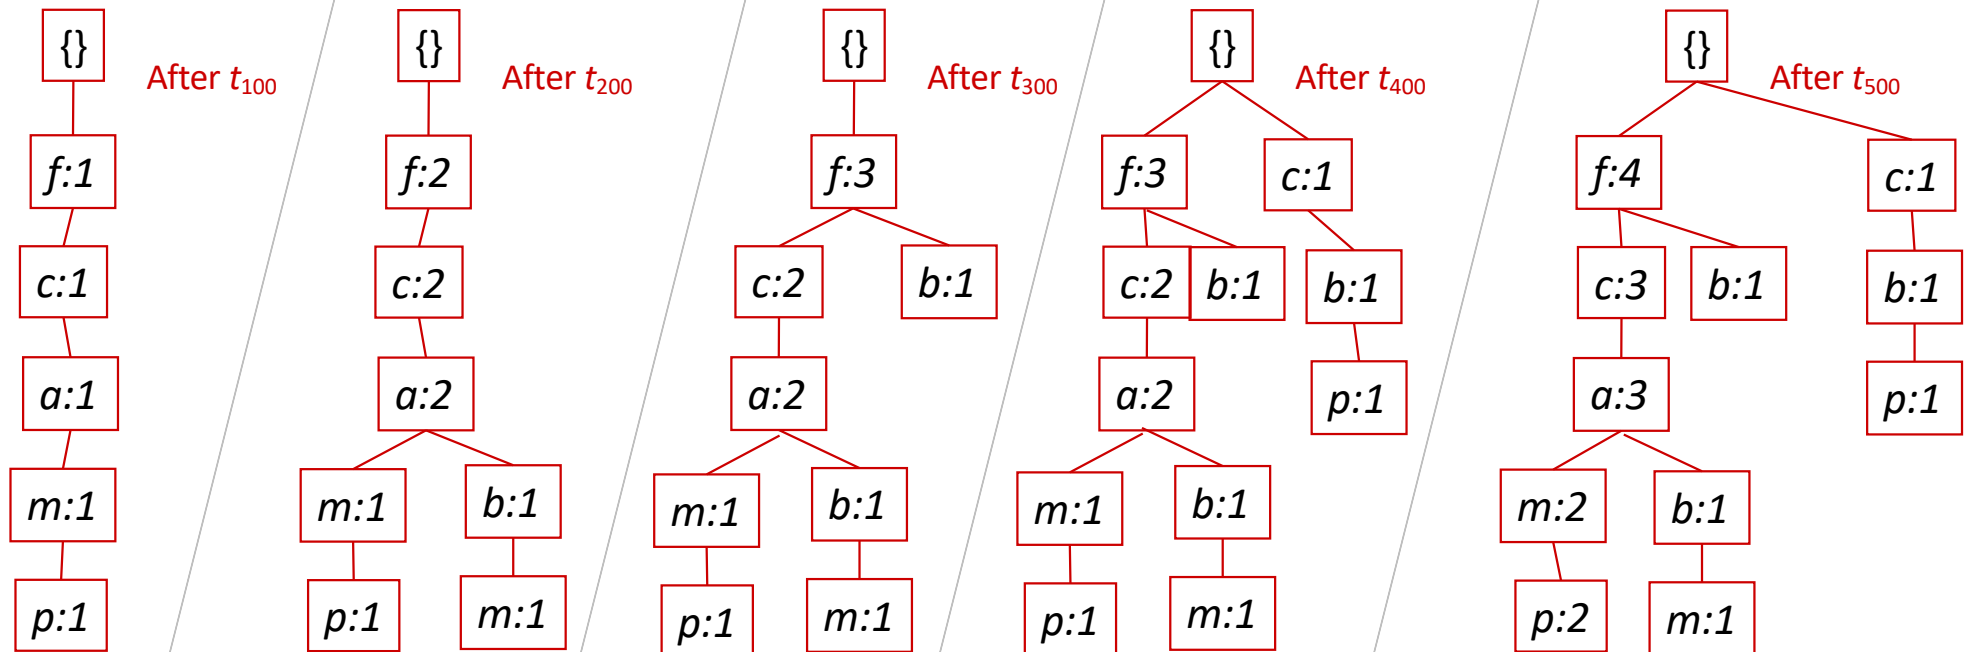 {}
After t100
f:1
c:1
a:1
m:1
p:1
{}
After t200
f:2
c:2
a:2
m:1 b:1
p:1 m:1
{}
After t300
f:3
c:2 b:1
a:2
m:1 b:1
p:1 m:1
{}
After t400
f:3 c:1
c:2 b:1 b:1
a:2 p:1
m:1 b:1
p:1 m:1
{}
After t500
f:4 c:1
c:3 b:1 b:1
a:3 p:1
m:2 b:1
p:2 m:1